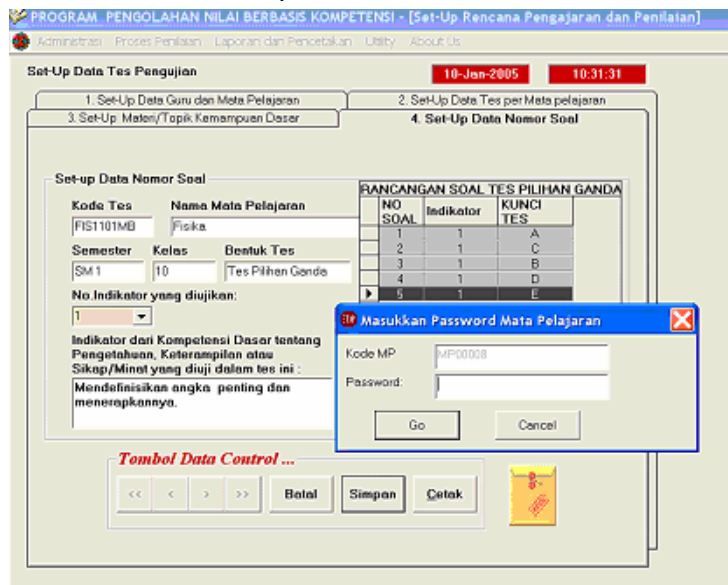 PROGRAM PENGOLAHAN NILAI BERBASIS KOMPETENSI - [Set-Up Rencana Pengajaran dan Penilaian]
Administrasi Proses Penilaian Laporan dan Pencetakan Utility About Us
Set-Up Data Tes Pengujian
10-Jan-2005 10:31:31
1. Set-Up Data Guru dan Mata Pelajaran
2. Set-Up Data Tes per Mata pelajaran
3. Set-Up Materi/Topik Kemampuan Dasar
4. Set-Up Data Nomor Soal
Set-up Data Nomor Soal
Kode Tes Nama Mata Pelajaran
FIS1101MB Fisika
Semester Kelas Bentuk Tes
SM 1 10 Tes Pilihan Ganda
No.Indikator yang diujikan:
1
Indikator dari Kompetensi Dasar tentang
Pengetahuan, Keterampilan atau
Sikap/Minat yang diuji dalam tes ini :
Mendefinisikan angka penting dan
menerapkannya.
RANCANGAN SOAL TES PILIHAN GANDA
NO SOAL Indikator KUNCI TES
1 1 A
2 1 C
3 1 B
4 1 D
5 1 E
Masukkan Password Mata Pelajaran
Kode MP MP00008
Password:
Go Cancel
Tombol Data Control ...
<< < > >> Batal Simpan Cetak